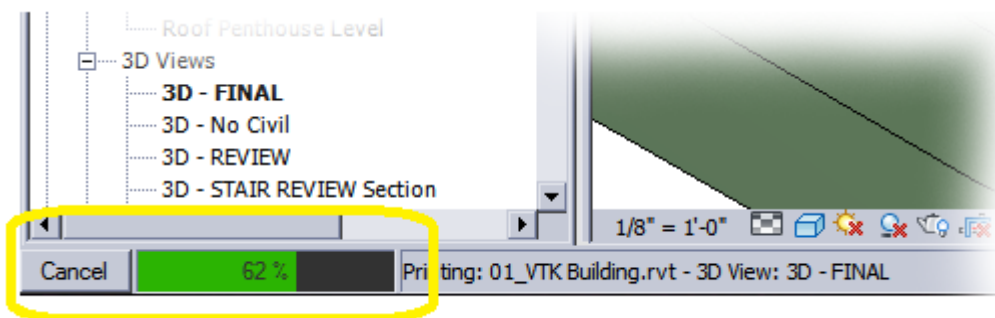 Roof Penthouse Level
3D Views
3D - FINAL
3D - No Civil
3D - REVIEW
3D - STAIR REVIEW Section
1/8" = 1'-0"
Cancel 62 % Printing: 01_VTK Building.rvt - 3D View: 3D - FINAL